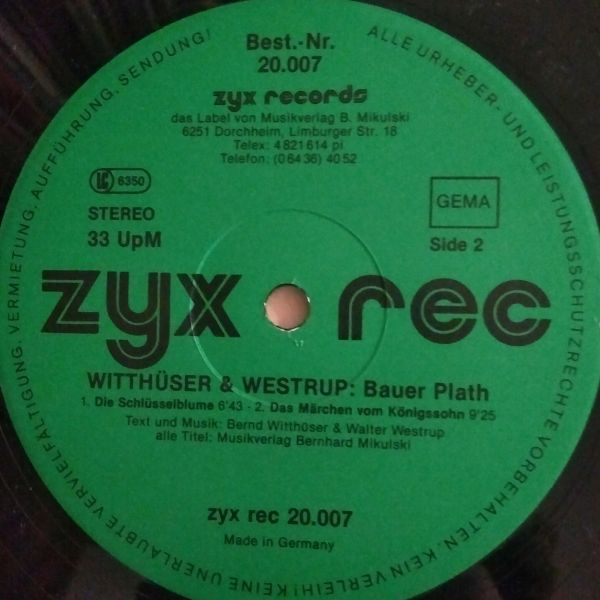 Best.-Nr.
20.007
zyx records
das Label von Musikverlag B. Mikulski
6251 Dorchheim, Limburger Str. 18
Telex: 4821614 pi
Telefon: (06436) 4052
LC 6350
STEREO
33 UpM
GEMA
Side 2
zyx rec
WITTHÜSER & WESTRUP: Bauer Plath
1. Die Schlüsselblume 6'43 - 2. Das Märchen vom Königssohn 9'25
Text und Musik: Bernd Witthüser & Walter Westrup
alle Titel: Musikverlag Bernhard Mikulski
zyx rec 20.007
Made in Germany
ALLE URHEBER- UND LEISTUNGSSCHUTZRECHTE VORBEHALTEN. KEIN VERLEIH! KEINE UNERLAUBTE VERVIELFÄLTIGUNG, VERMIETUNG, AUFFÜHRUNG, SENDUNG!